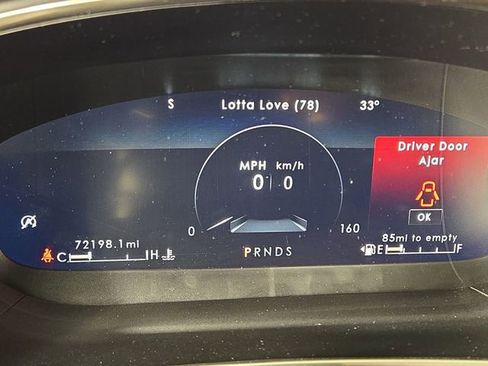 S Lotta Love (78) 33°
Driver Door
Ajar
OK
MPH km/h
0 0
0 160
72198.1mi
85mi to empty
C H
PRNDS
E F